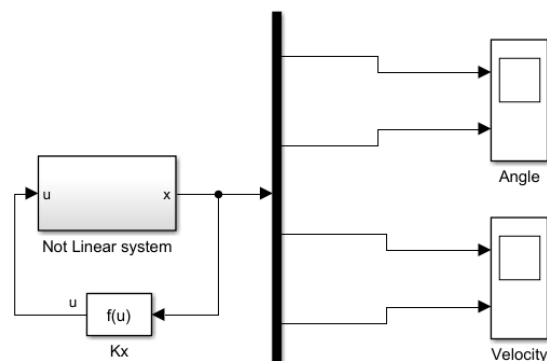 Angle
u
x
Not Linear system
u
f(u)
Kx
Velocity